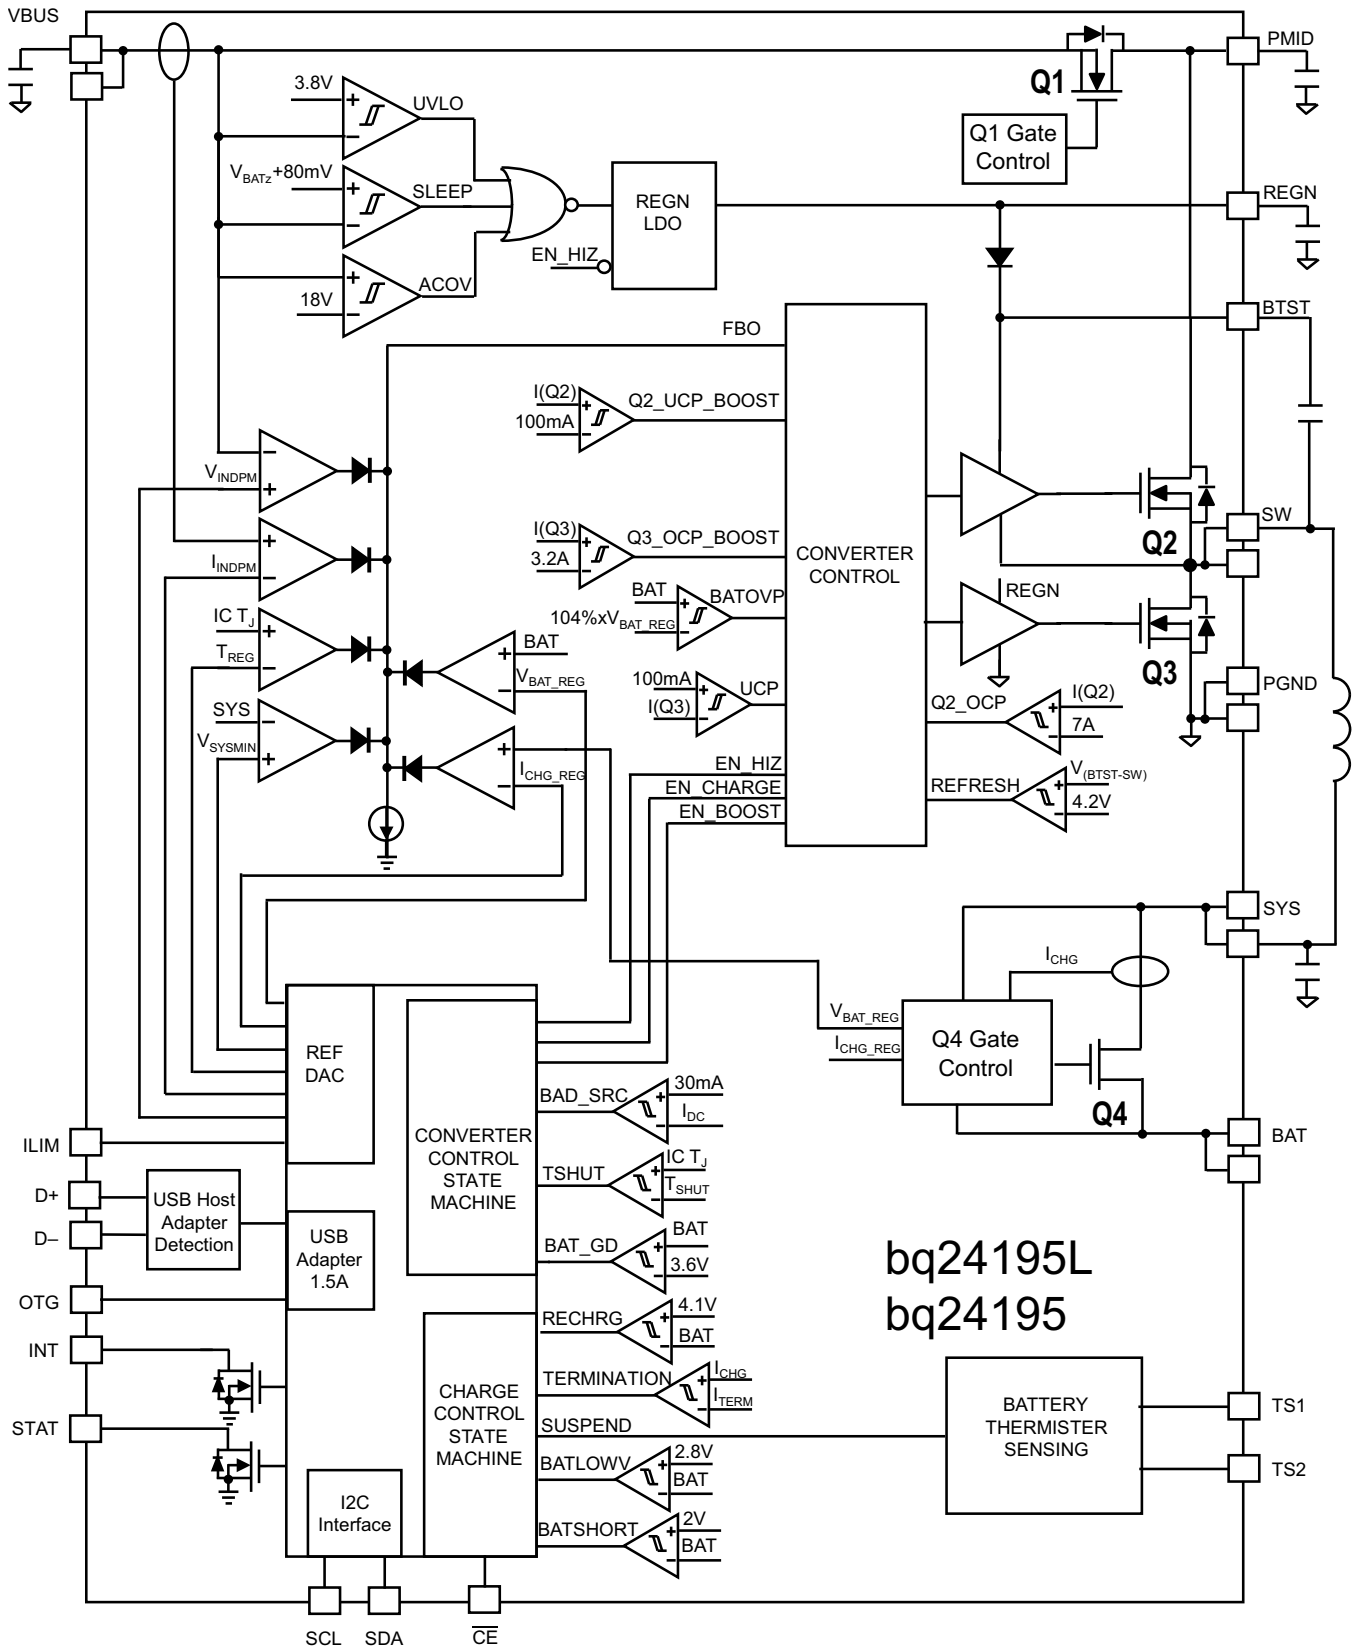 VBUS
PMID
3.8V
+
UVLO
−
Q1
Q1 Gate
Control
V_BATz+80mV
+
SLEEP
−
REGN
LDO
REGN
EN_HIZ
+
ACOV
18V
−
BTST
FBO
I(Q2)
+
Q2_UCP_BOOST
100mA
−
−
V_INDPM
+
SW
Q2
I(Q3)
+
Q3_OCP_BOOST
3.2A
−
CONVERTER
CONTROL
+
I_INDPM
−
REGN
BAT
+
BATOVP
104%xV_BAT_REG
−
IC T_J
+
T_REG
−
+
BAT
V_BAT_REG
−
Q3
PGND
100mA
+
UCP
I(Q3)
−
Q2_OCP
+
I(Q2)
−
7A
SYS
−
V_SYSMIN
+
+
I_CHG_REG
−
EN_HIZ
EN_CHARGE
EN_BOOST
REFRESH
+
V_(BTST-SW)
−
4.2V
SYS
I_CHG
V_BAT_REG
I_CHG_REG
Q4 Gate
Control
Q4
BAT
REF
DAC
CONVERTER
CONTROL
STATE
MACHINE
BAD_SRC
+
30mA
−
I_DC
TSHUT
+
IC T_J
−
T_SHUT
BAT_GD
+
BAT
−
3.6V
ILIM
D+
D–
USB Host
Adapter
Detection
USB
Adapter
1.5A
OTG
INT
STAT
bq24195L
bq24195
RECHRG
+
4.1V
−
BAT
TERMINATION
+
I_CHG
−
I_TERM
SUSPEND
CHARGE
CONTROL
STATE
MACHINE
BATLOWV
+
2.8V
−
BAT
BATSHORT
+
2V
−
BAT
BATTERY
THERMISTER
SENSING
TS1
TS2
I2C
Interface
SCL
SDA
CE